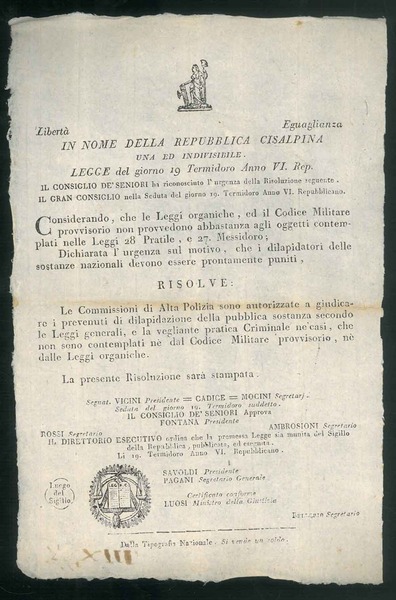 Libertà Eguaglianza
IN NOME DELLA REPUBBLICA CISALPINA
UNA ED INDIVISIBILE.
LEGGE del giorno 19 Termidoro Anno VI. Rep.
IL CONSIGLIO DE' SENIORI ha riconosciuto l'urgenza della Risoluzione seguente.
IL GRAN CONSIGLIO nella Seduta del giorno 19. Termidoro Anno VI. Repubblicano.
Considerando, che le Leggi organiche, ed il Codice Militare
provvisorio non provvedono abbastanza agli oggetti contem-
plati nelle Leggi 28 Pratile, e 27. Messidoro;
Dichiarata l'urgenza sul motivo, che i dilapidatori delle
sostanze nazionali devono essere prontamente puniti,
RISOLVE:
Le Commissioni di Alta Polizia sono autorizzate a giudica-
re i prevenuti di dilapidazione della pubblica sostanza secondo
le Leggi generali, e la vegliante pratica Criminale ne' casi, che
non sono contemplati nè dal Codice Militare provvisorio, nè
dalle Leggi organiche.
La presente Risoluzione sarà stampata.
Segnat. VICINI Presidente = CADICE = MOCINI Segretarj.
Seduta del giorno 19. Termidoro suddetto.
IL CONSIGLIO DE' SENIORI Approva
FONTANA Presidente
ROSSI Segretario AMBROSIONI Segretario
IL DIRETTORIO ESECUTIVO ordina che la premessa Legge sia munita del Sigillo
della Repubblica, pubblicata, ed eseguita.
Li 19. Termidoro Anno VI. Repubblicano.
Luogo
del
Sigillo.
SAVOLDI Presidente
PAGANI Segretario Generale
Certificato conforme
LUOSI Ministro della Giustizia
Segretario
Dalla Tipografia Nazionale. Si vende un soldo.